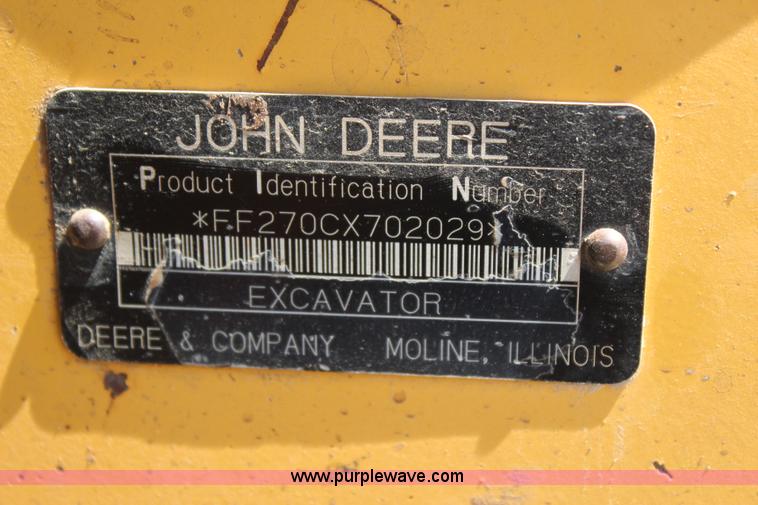 JOHN DEERE
Product Identification Number
*FF270CX702029*
EXCAVATOR
DEERE & COMPANY MOLINE, ILLINOIS
www.purplewave.com